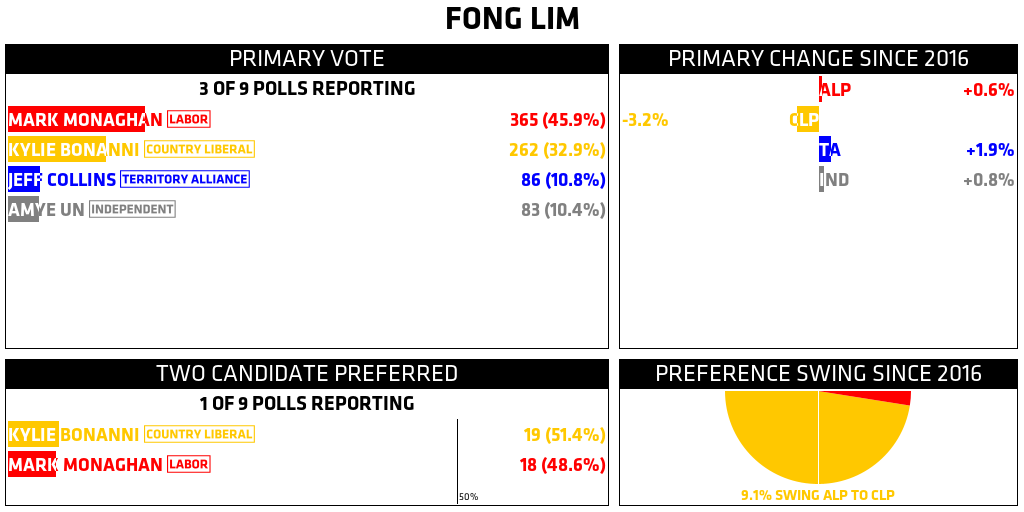 FONG LIM
PRIMARY VOTE
3 OF 9 POLLS REPORTING
MARK MONAGHAN LABOR 365 (45.9%)
KYLIE BONANNI COUNTRY LIBERAL 262 (32.9%)
JEFF COLLINS TERRITORY ALLIANCE 86 (10.8%)
AMYE UN INDEPENDENT 83 (10.4%)
PRIMARY CHANGE SINCE 2016
ALP +0.6%
-3.2% CLP
TA +1.9%
IND +0.8%
TWO CANDIDATE PREFERRED
1 OF 9 POLLS REPORTING
KYLIE BONANNI COUNTRY LIBERAL 19 (51.4%)
MARK MONAGHAN LABOR 18 (48.6%)
50%
PREFERENCE SWING SINCE 2016
9.1% SWING ALP TO CLP